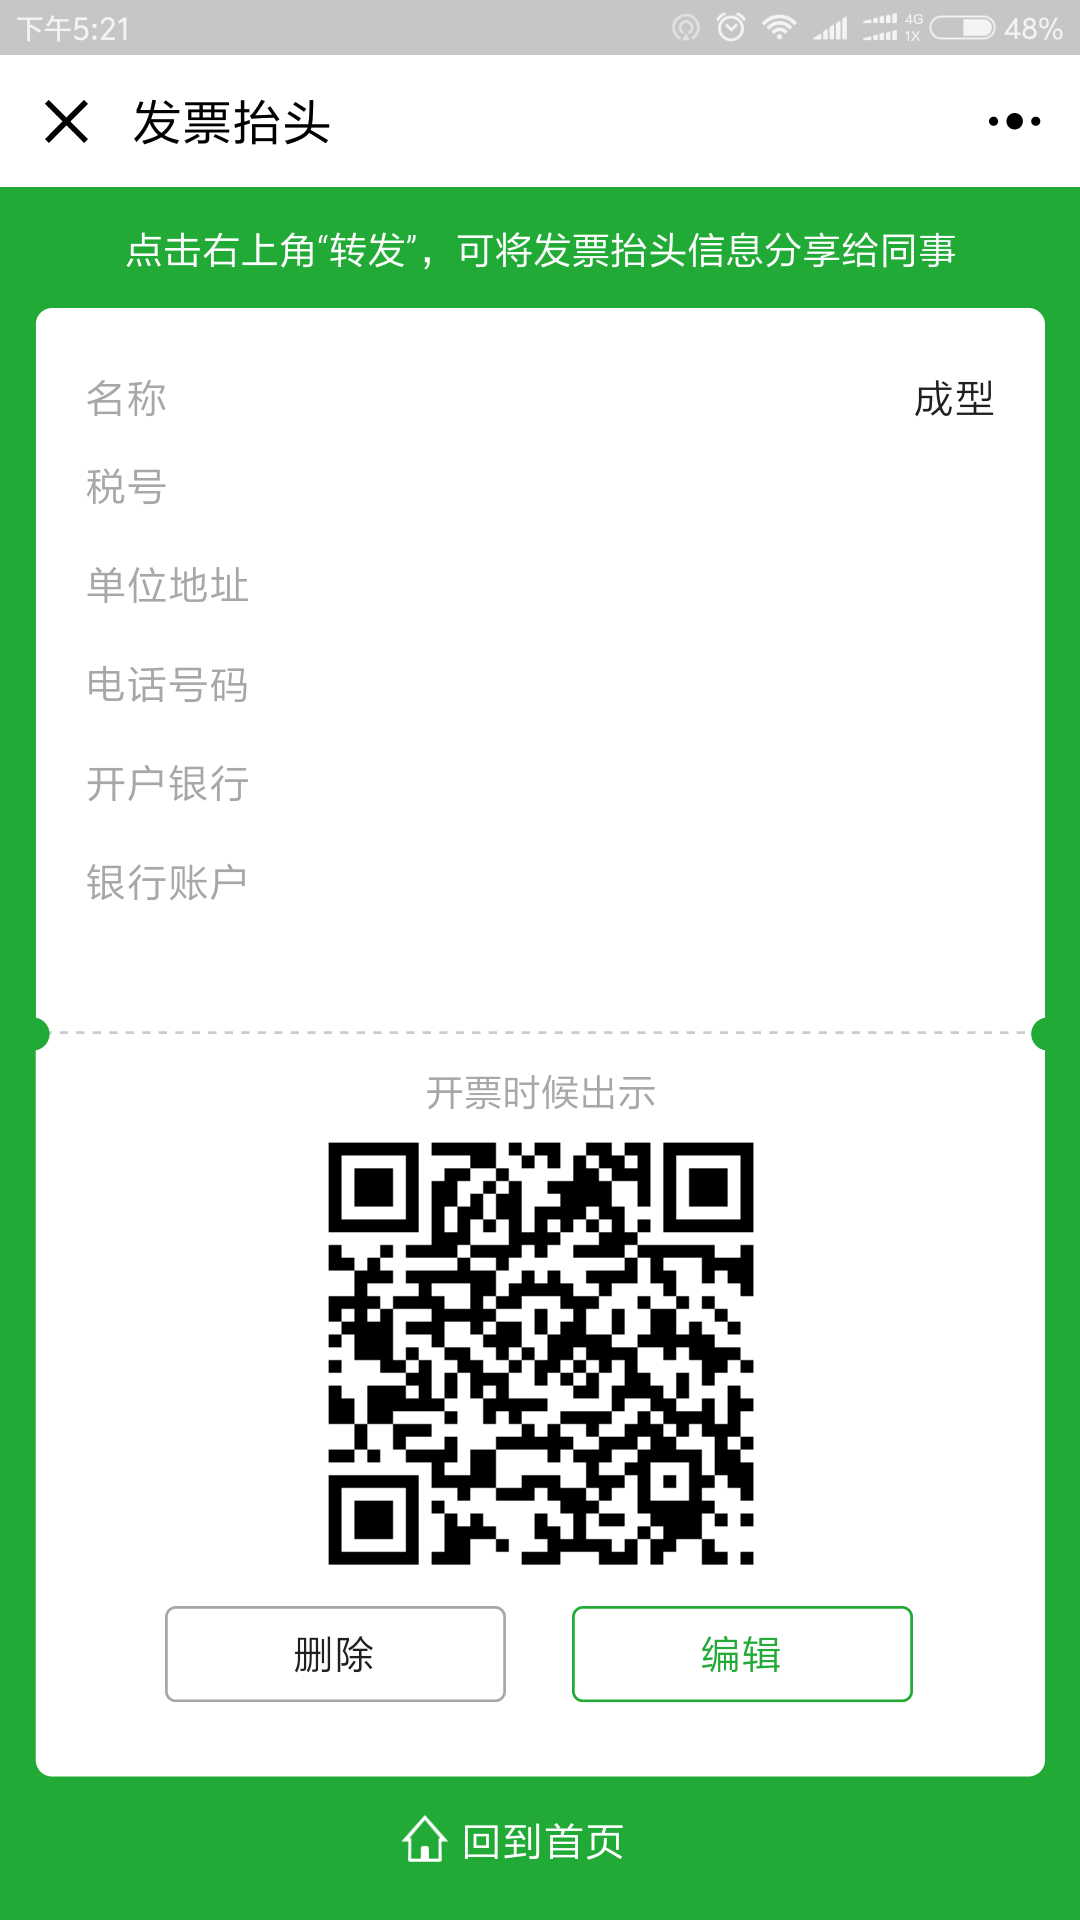 下午5:21
4G
1X
48%
发票抬头
点击右上角“转发”，可将发票抬头信息分享给同事
名称 成型
税号
单位地址
电话号码
开户银行
银行账户
开票时候出示
删除 编辑
回到首页